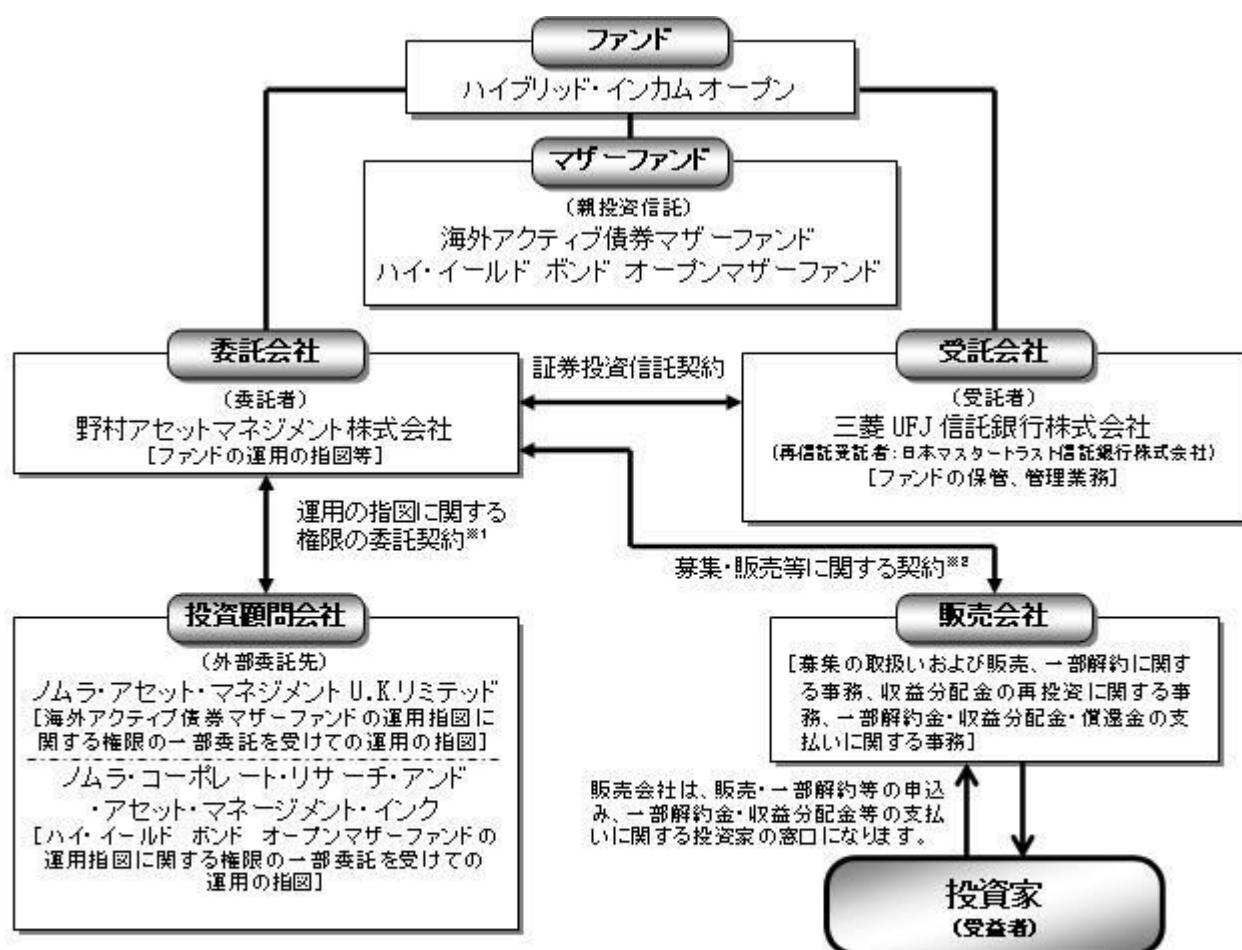 ファンド
ハイブリッド・インカムオープン
マザーファンド
（親投資信託）
海外アクティブ債券マザーファンド
ハイ・イールド ボンド オープンマザーファンド
委託会社
（委託者）
野村アセットマネジメント株式会社
[ファンドの運用の指図等]
証券投資信託契約
受託会社
（受託者）
三菱UFJ信託銀行株式会社
(再信託受託者:日本マスタートラスト信託銀行株式会社)
[ファンドの保管、管理業務]
運用の指図に関する
権限の委託契約※1
募集・販売等に関する契約※2
投資顧問会社
（外部委託先）
ノムラ・アセット・マネジメントU.K.リミテッド
[海外アクティブ債券マザーファンドの運用指図に
関する権限の一部委託を受けての運用の指図]
ノムラ・コーポレート・リサーチ・アンド
・アセット・マネージメント・インク
[ハイ・イールド ボンド オープンマザーファンドの
運用指図に関する権限の一部委託を受けての
運用の指図]
販売会社
[募集の取扱いおよび販売、一部解約に関す
る事務、収益分配金の再投資に関する事
務、一部解約金・収益分配金・償還金の支
払いに関する事務]
販売会社は、販売・一部解約等の申込
み、一部解約金・収益分配金等の支払
いに関する投資家の窓口になります。
投資家
（受益者）